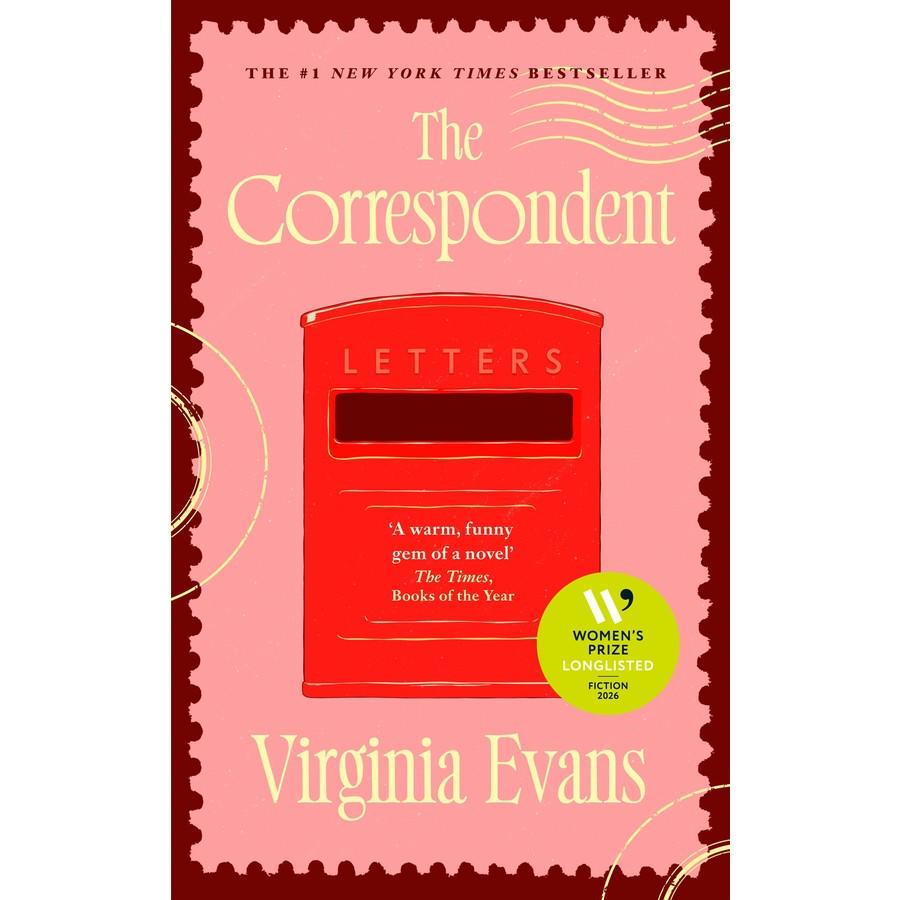 THE #1 NEW YORK TIMES BESTSELLER
The
Correspondent
LETTERS
‘A warm, funny
gem of a novel’
The Times,
Books of the Year
WOMEN’S
PRIZE
LONGLISTED
FICTION
2026
Virginia Evans